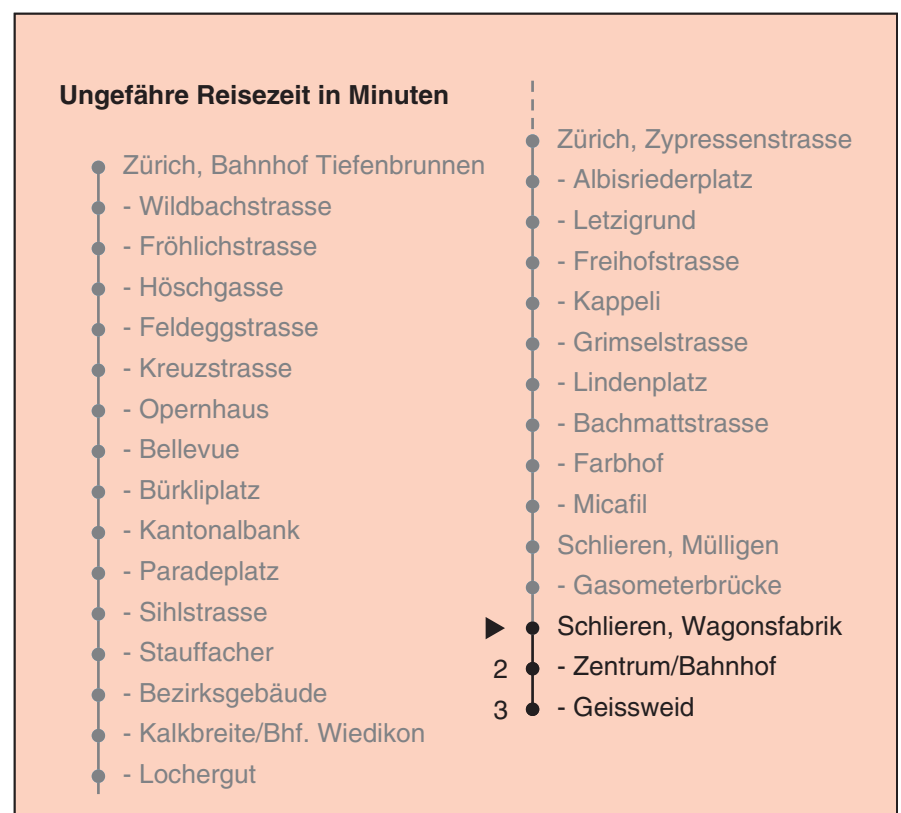 Ungefähre Reisezeit in Minuten
Zürich, Bahnhof Tiefenbrunnen
- Wildbachstrasse
- Fröhlichstrasse
- Höschgasse
- Feldeggstrasse
- Kreuzstrasse
- Opernhaus
- Bellevue
- Bürkliplatz
- Kantonalbank
- Paradeplatz
- Sihlstrasse
- Stauffacher
- Bezirksgebäude
- Kalkbreite/Bhf. Wiedikon
- Lochergut
Zürich, Zypressenstrasse
- Albisriederplatz
- Letzigrund
- Freihofstrasse
- Kappeli
- Grimselstrasse
- Lindenplatz
- Bachmattstrasse
- Farbhof
- Micafil
Schlieren, Mülligen
- Gasometerbrücke
Schlieren, Wagonsfabrik
2 - Zentrum/Bahnhof
3 - Geissweid